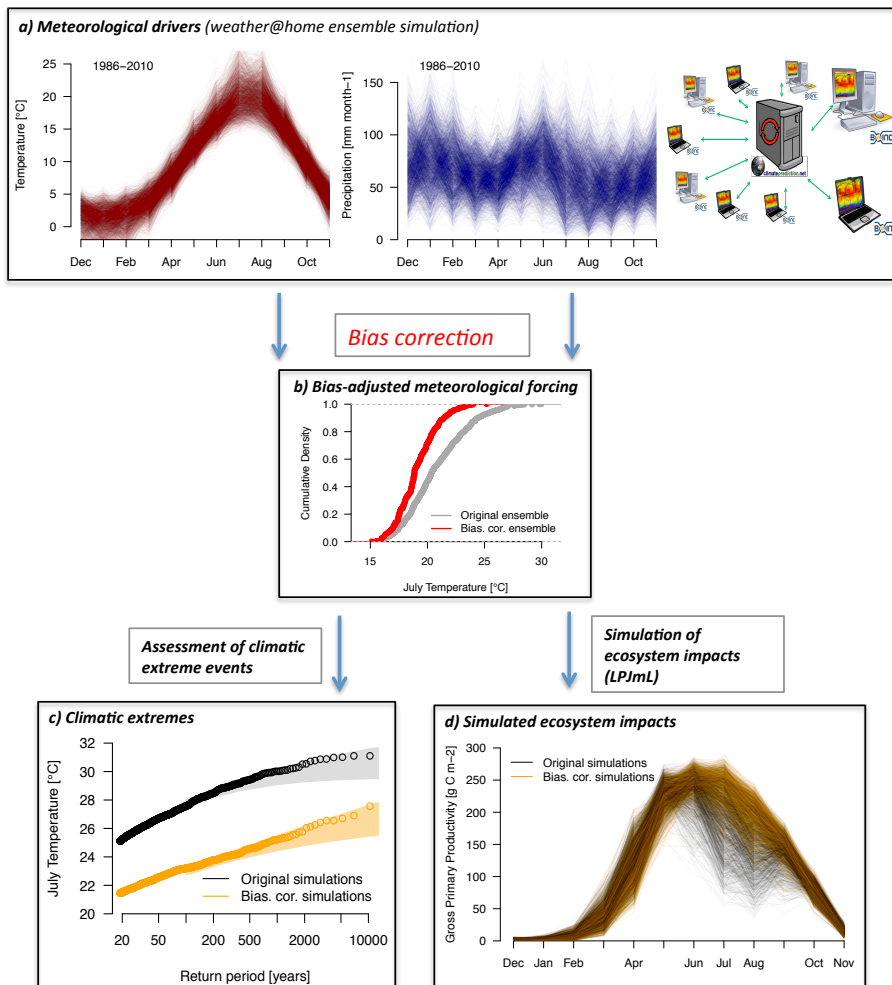 a) Meteorological drivers (weather@home ensemble simulation)
1986−2010
Temperature [°C]
25
20
15
10
5
0
Dec Feb Apr Jun Aug Oct
1986−2010
Precipitation [mm month−1]
150
100
50
0
Dec Feb Apr Jun Aug Oct
climateprediction.net
Bias correction
b) Bias-adjusted meteorological forcing
Cumulative Density
1.0
0.8
0.6
0.4
0.2
0.0
Original ensemble
Bias. cor. ensemble
15 20 25 30
July Temperature [°C]
Assessment of climatic
extreme events
Simulation of
ecosystem impacts
(LPJmL)
c) Climatic extremes
July Temperature [°C]
32
30
28
26
24
22
20
Original simulations
Bias. cor. simulations
20 50 200 500 2000 10000
Return period [years]
d) Simulated ecosystem impacts
Gross Primary Productivity [g C m−2]
300
250
200
150
100
50
0
Original simulations
Bias. cor. simulations
Dec Jan Feb Apr Jun Jul Aug Oct Nov